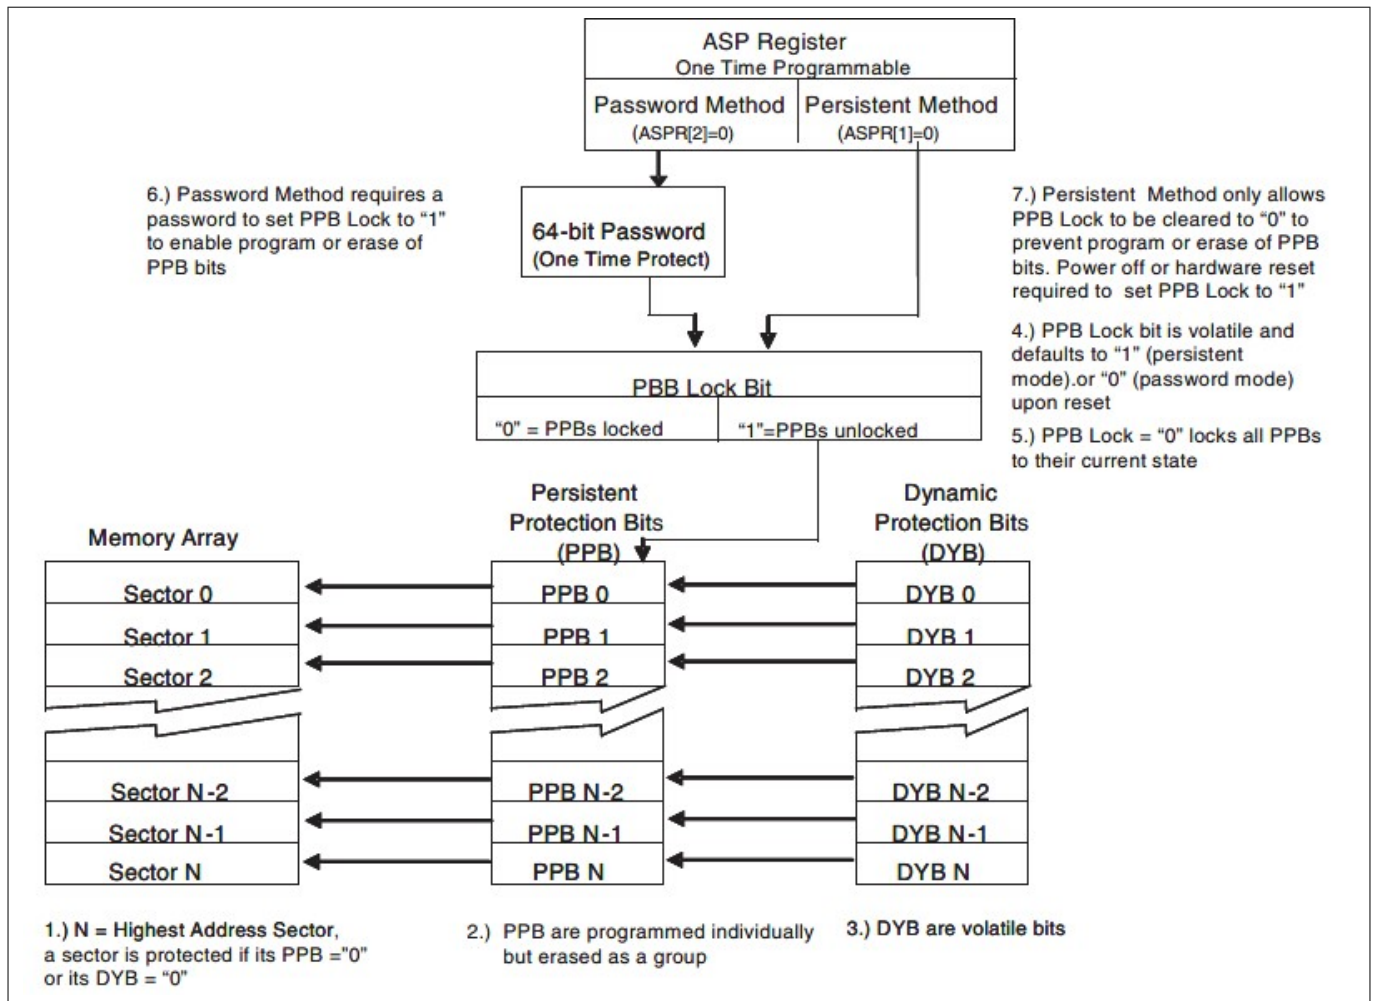 ASP Register
One Time Programmable
Password Method
(ASPR[2]=0)
Persistent Method
(ASPR[1]=0)
6.) Password Method requires a
password to set PPB Lock to “1”
to enable program or erase of
PPB bits
64-bit Password
(One Time Protect)
7.) Persistent Method only allows
PPB Lock to be cleared to “0” to
prevent program or erase of PPB
bits. Power off or hardware reset
required to set PPB Lock to “1”
4.) PPB Lock bit is volatile and
defaults to “1” (persistent
mode).or “0” (password mode)
upon reset
5.) PPB Lock = “0” locks all PPBs
to their current state
PBB Lock Bit
“0” = PPBs locked
“1”=PPBs unlocked
Memory Array
Persistent
Protection Bits
(PPB)
Dynamic
Protection Bits
(DYB)
Sector 0
PPB 0
DYB 0
Sector 1
PPB 1
DYB 1
Sector 2
PPB 2
DYB 2
Sector N-2
PPB N-2
DYB N-2
Sector N-1
PPB N-1
DYB N-1
Sector N
PPB N
DYB N
1.) N = Highest Address Sector,
a sector is protected if its PPB ="0"
or its DYB = “0”
2.) PPB are programmed individually
but erased as a group
3.) DYB are volatile bits